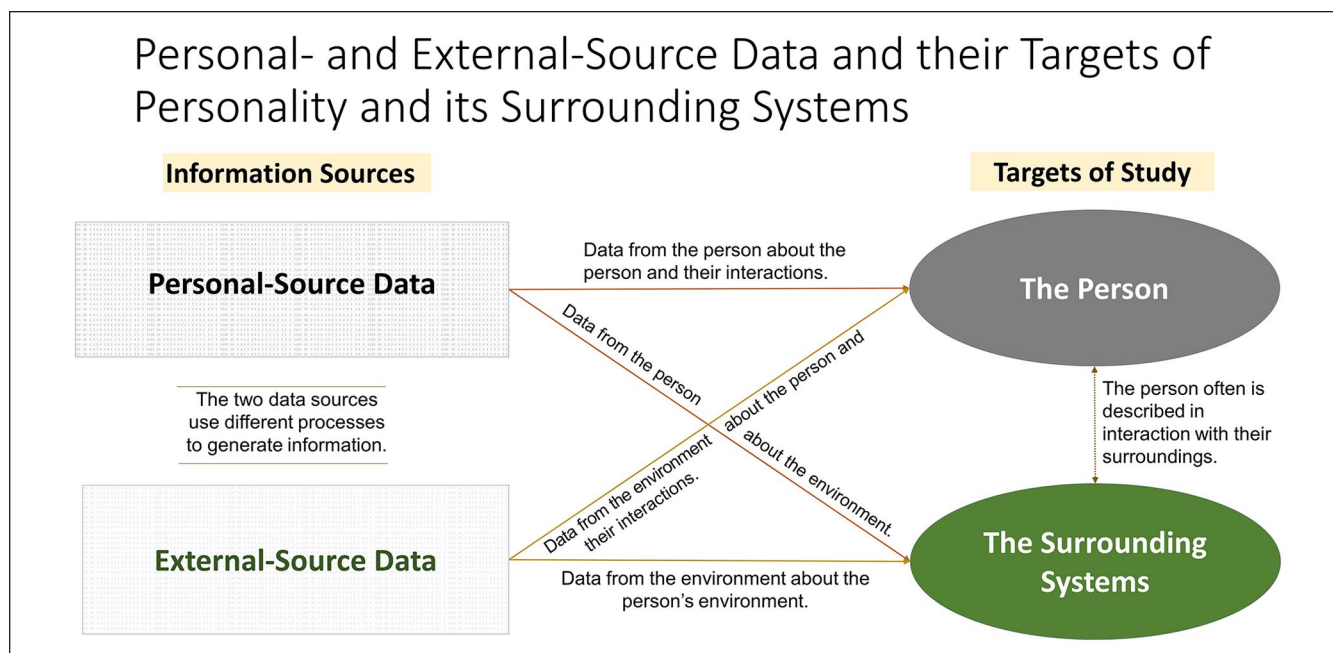 Personal- and External-Source Data and their Targets of
Personality and its Surrounding Systems
Information Sources
Targets of Study
Personal-Source Data
Data from the person about the
person and their interactions.
The Person
Data from the person
about the environment.
The two data sources
use different processes
to generate information.
Data from the environment
about the person and
their interactions.
The person often is
described in
interaction with their
surroundings.
External-Source Data
Data from the environment about the
person’s environment.
The Surrounding
Systems